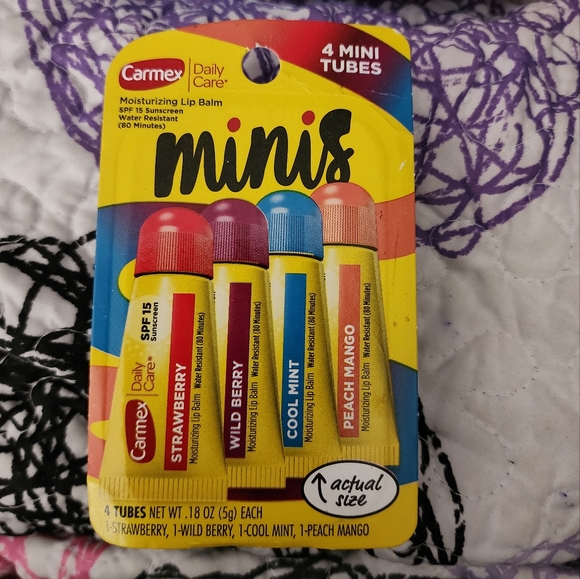 4 MINI
TUBES
Carmex Daily
Care®
Moisturizing Lip Balm
SPF 15 Sunscreen
Water Resistant
(80 Minutes)
minis
Carmex Daily Care® SPF 15 Sunscreen
STRAWBERRY
Moisturizing Lip Balm Water Resistant (80 Minutes)
WILD BERRY
Moisturizing Lip Balm Water Resistant (80 Minutes)
COOL MINT
Moisturizing Lip Balm Water Resistant (80 Minutes)
PEACH MANGO
Moisturizing Lip Balm Water Resistant (80 Minutes)
actual
size
4 TUBES NET WT .18 OZ (5g) EACH
1-STRAWBERRY, 1-WILD BERRY, 1-COOL MINT, 1-PEACH MANGO